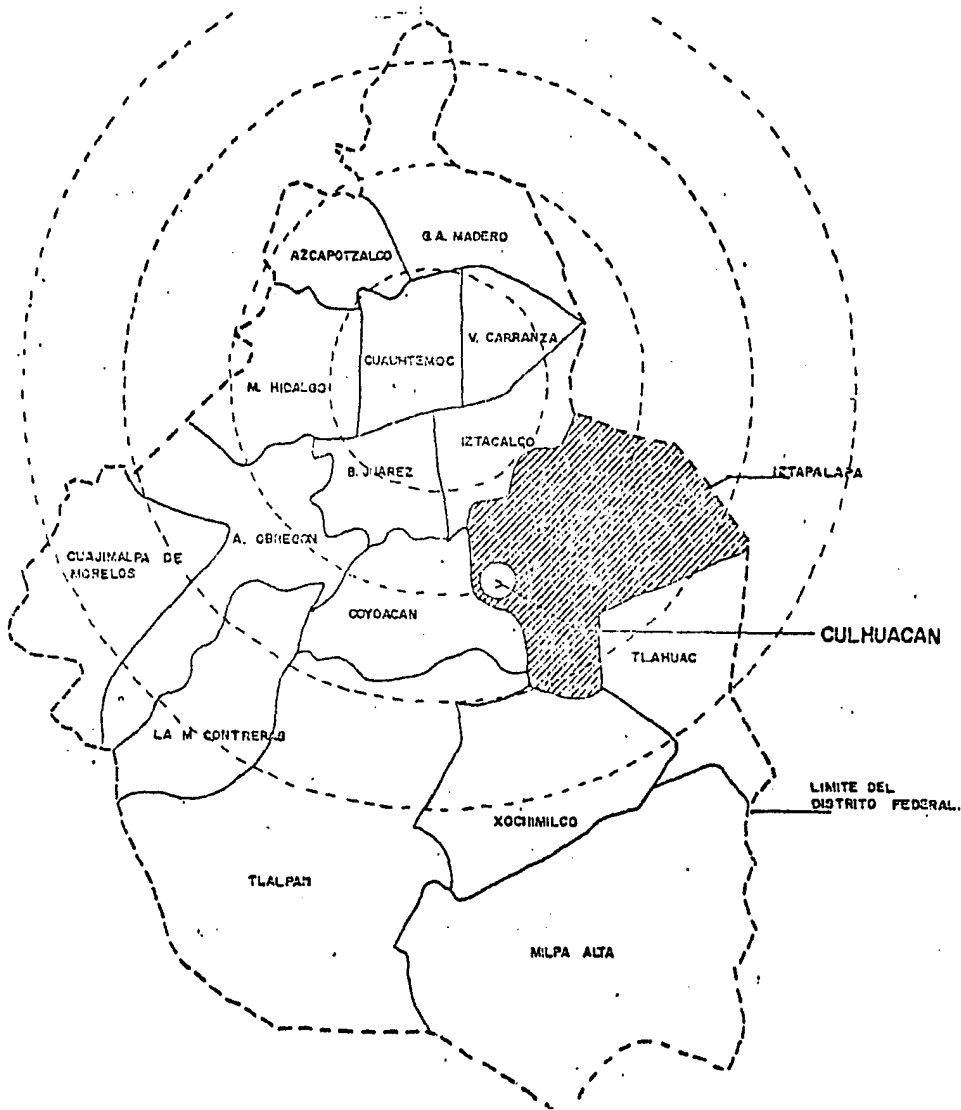 G.A. MADERO
AZCAPOTZALCO
V. CARRANZA
CUAUHTEMOC
M. HIDALGO
IZTACALCO
B. JUAREZ
IZTAPALAPA
A. OBREGON
CUAJIMALPA DE
MORELOS
COYOACAN
CULHUACAN
TLAHUAC
LA M CONTRERAS
LIMITE DEL
DISTRITO FEDERAL.
XOCHIMILCO
TLALPAM
MILPA ALTA